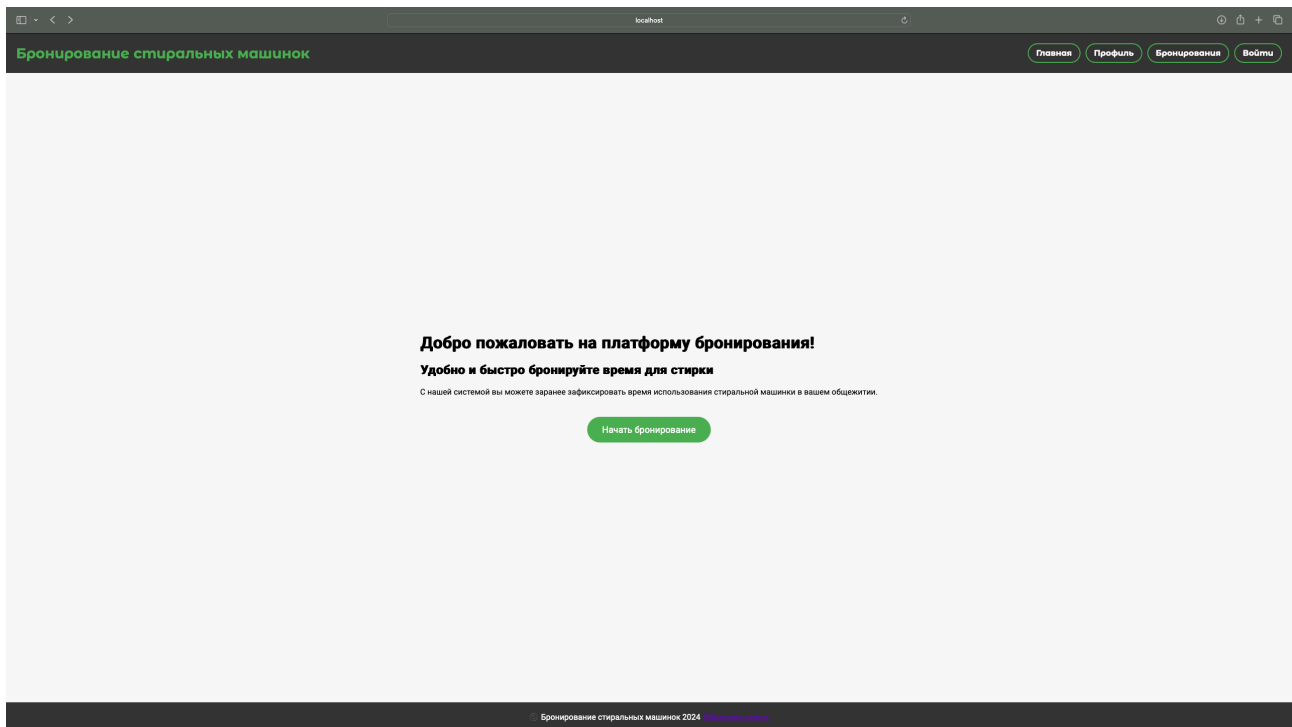 localhost
Бронирование стиральных машинок
Главная
Профиль
Бронирования
Войти
Добро пожаловать на платформу бронирования!
Удобно и быстро бронируйте время для стирки
С нашей системой вы можете заранее зафиксировать время использования стиральной машинки в вашем общежитии.
Начать бронирование
Бронирование стиральных машинок 2024